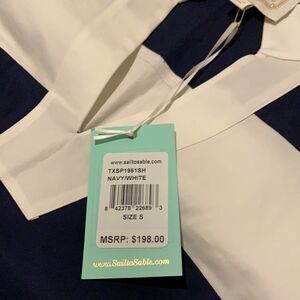 www.sailtosable.com
TXSP1961SH
NAVY/WHITE
8 42378 22689 3
SIZE S
MSRP: $198.00
www.SailtoSable.com